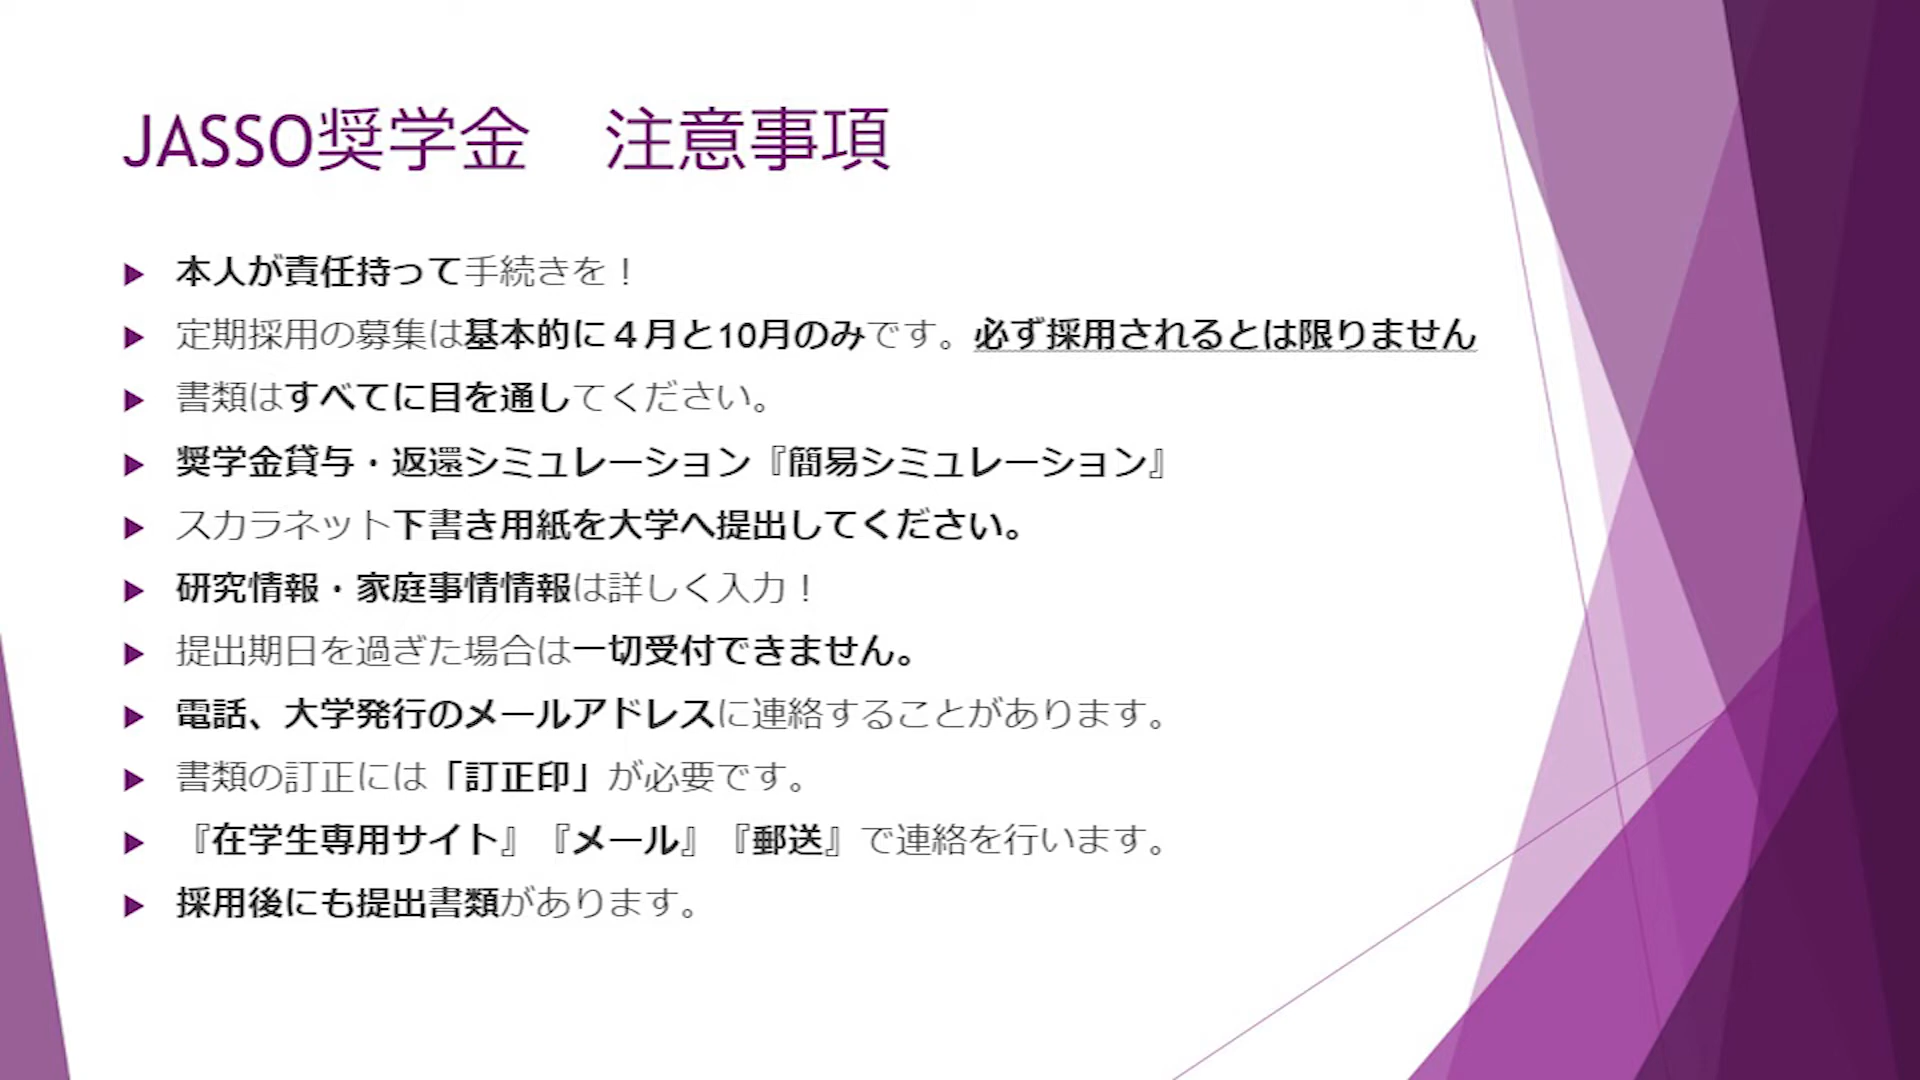 JASSO奨学金　注意事項
本人が責任持って手続きを！
定期採用の募集は基本的に４月と10月のみです。必ず採用されるとは限りません
書類はすべてに目を通してください。
奨学金貸与・返還シミュレーション『簡易シミュレーション』
スカラネット下書き用紙を大学へ提出してください。
研究情報・家庭事情情報は詳しく入力！
提出期日を過ぎた場合は一切受付できません。
電話、大学発行のメールアドレスに連絡することがあります。
書類の訂正には「訂正印」が必要です。
『在学生専用サイト』『メール』『郵送』で連絡を行います。
採用後にも提出書類があります。